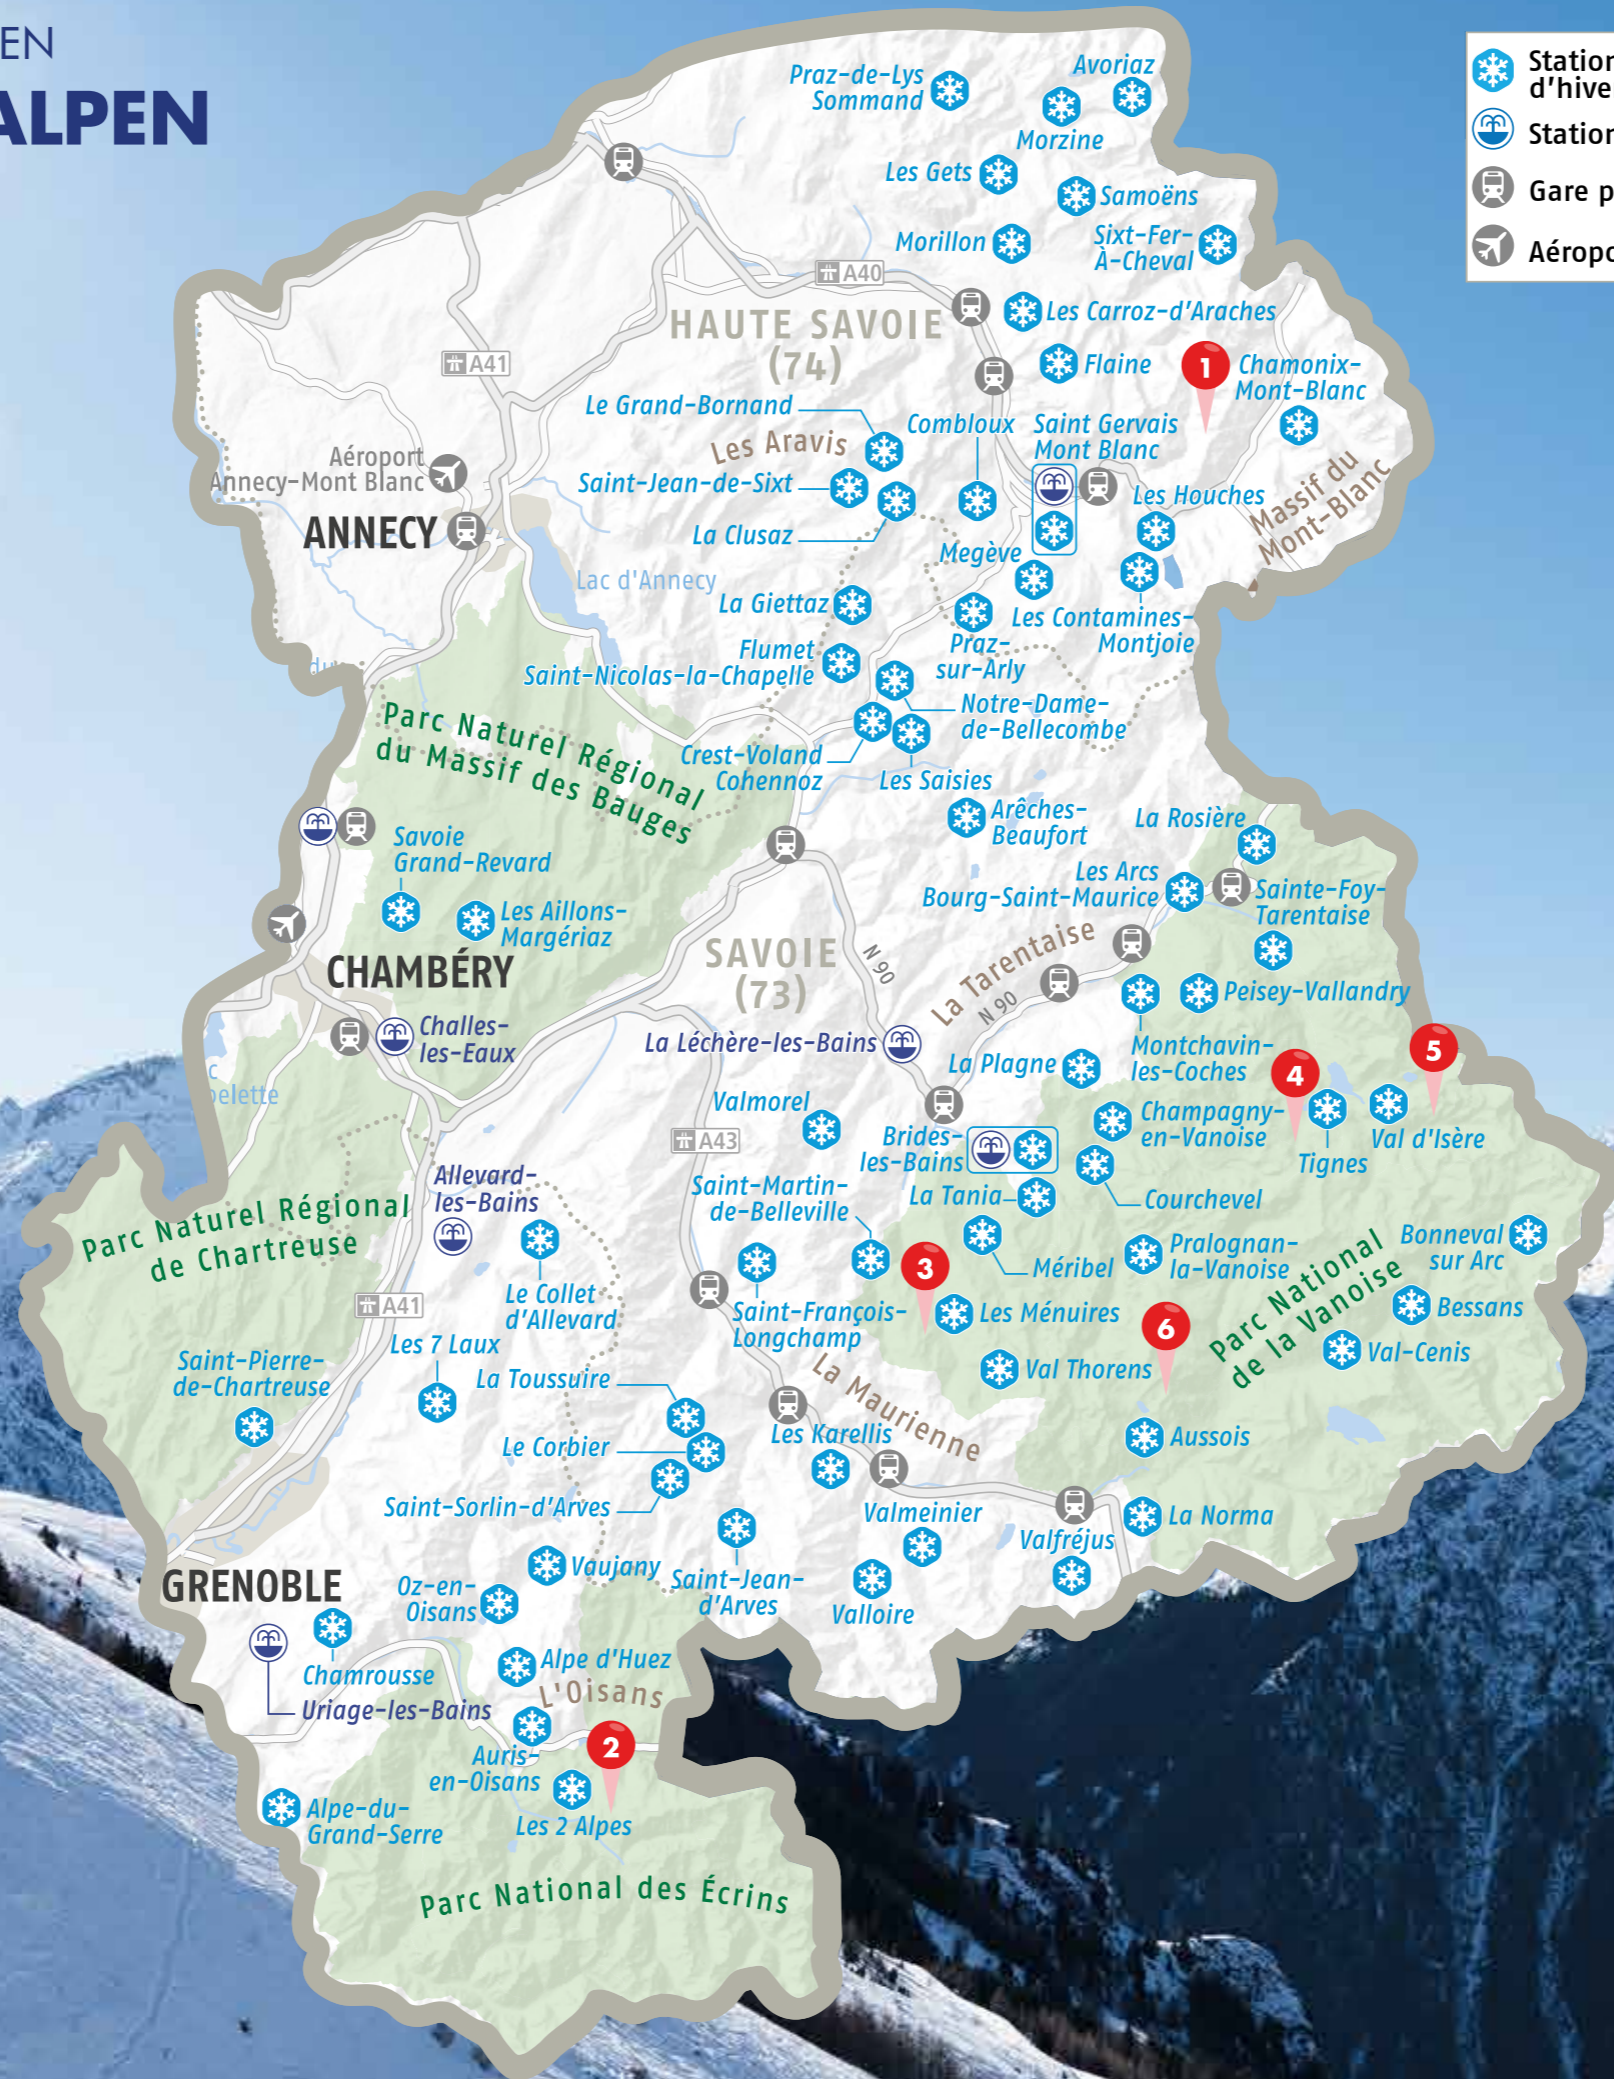 EN
ALPEN
Station
d'hive
Station
Gare p
Aéropo
Praz-de-Lys
Sommand
Avoriaz
Morzine
Les Gets
Samoëns
Morillon
Sixt-Fer-
À-Cheval
A40
HAUTE SAVOIE
(74)
Les Carroz-d'Araches
A41
Flaine
1
Chamonix-
Mont-Blanc
Le Grand-Bornand
Les Aravis
Combloux
Saint Gervais
Mont Blanc
Aéroport
Annecy-Mont Blanc
Saint-Jean-de-Sixt
Les Houches
Massif du
Mont-Blanc
ANNECY
La Clusaz
Megève
Lac d'Annecy
La Giettaz
Les Contamines-
Montjoie
Praz-
sur-Arly
Flumet
Saint-Nicolas-la-Chapelle
du
Notre-Dame-
de-Bellecombe
Parc Naturel Régional
du Massif des Bauges
Crest-Voland
Cohennoz
Les Saisies
Arêches-
Beaufort
La Rosière
Savoie
Grand-Revard
Les Arcs
Bourg-Saint-Maurice
Sainte-Foy-
Tarentaise
Les Aillons-
Margériaz
CHAMBÉRY
SAVOIE
(73)
N 90
La Tarentaise
N 90
Peisey-Vallandry
Challes-
les-Eaux
La Léchère-les-Bains
Montchavin-
les-Coches
5
4
La Plagne
c
belette
Valmorel
A43
Champagny-
en-Vanoise
Val d'Isère
Tignes
Brides-
les-Bains
Allevard-
les-Bains
Saint-Martin-
de-Belleville
La Tania
Courchevel
Parc Naturel Régional
de Chartreuse
Bonneval
sur Arc
Pralognan-
la-Vanoise
Méribel
3
Parc National
de la Vanoise
Le Collet
d'Allevard
A41
Saint-François-
Longchamp
Les Ménuires
Bessans
6
Les 7 Laux
Val-Cenis
Saint-Pierre-
de-Chartreuse
La Toussuire
Val Thorens
La Maurienne
Les Karellis
Aussois
Le Corbier
Saint-Sorlin-d'Arves
Valmeinier
La Norma
Valfréjus
Vaujany
Saint-Jean-
d'Arves
GRENOBLE
Oz-en-
Oisans
Valloire
Alpe d'Huez
Chamrousse
L'Oisans
Uriage-les-Bains
2
Auris-
en-Oisans
Alpe-du-
Grand-Serre
Les 2 Alpes
Parc National des Écrins